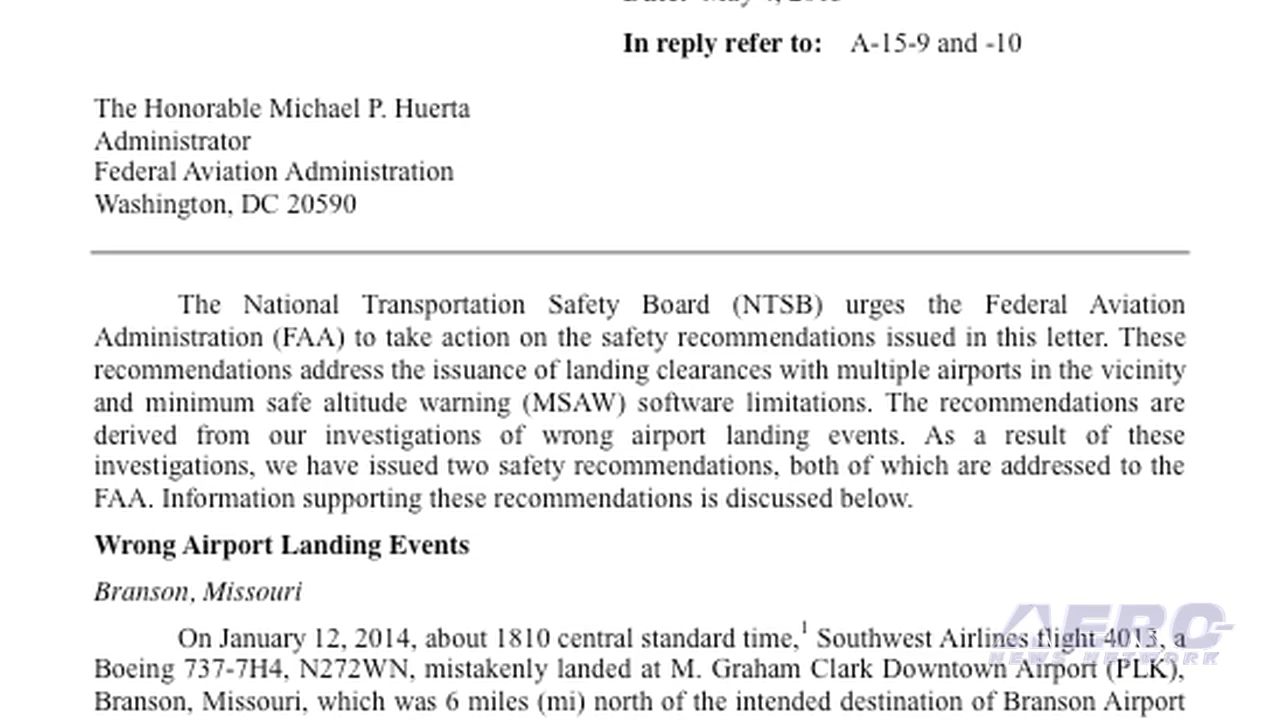 In reply refer to: A-15-9 and -10
The Honorable Michael P. Huerta
Administrator
Federal Aviation Administration
Washington, DC 20590
The National Transportation Safety Board (NTSB) urges the Federal Aviation
Administration (FAA) to take action on the safety recommendations issued in this letter. These
recommendations address the issuance of landing clearances with multiple airports in the vicinity
and minimum safe altitude warning (MSAW) software limitations. The recommendations are
derived from our investigations of wrong airport landing events. As a result of these
investigations, we have issued two safety recommendations, both of which are addressed to the
FAA. Information supporting these recommendations is discussed below.
Wrong Airport Landing Events
Branson, Missouri
On January 12, 2014, about 1810 central standard time,1 Southwest Airlines flight 4013, a
Boeing 737-7H4, N272WN, mistakenly landed at M. Graham Clark Downtown Airport (PLK),
Branson, Missouri, which was 6 miles (mi) north of the intended destination of Branson Airport
AERO
NEWS NETWORK